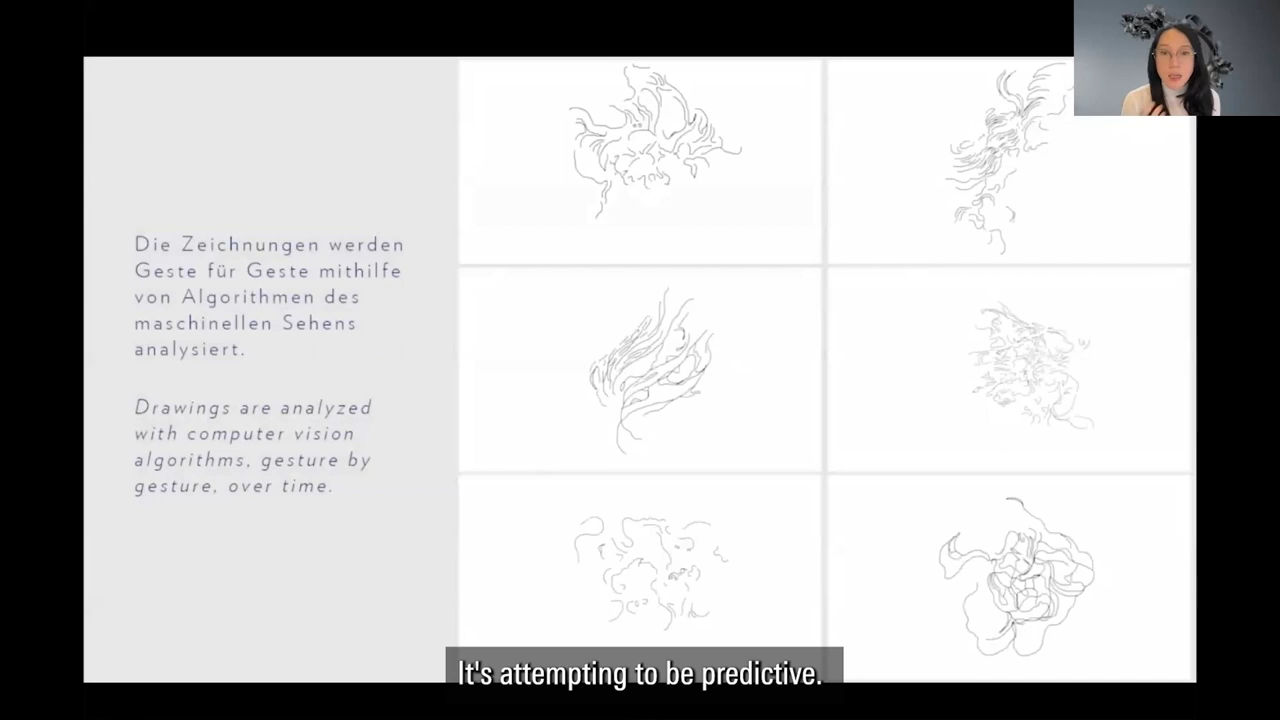 Die Zeichnungen werden
Geste für Geste mithilfe
von Algorithmen des
maschinellen Sehens
analysiert.
Drawings are analyzed
with computer vision
algorithms, gesture by
gesture, over time.
It's attempting to be predictive.